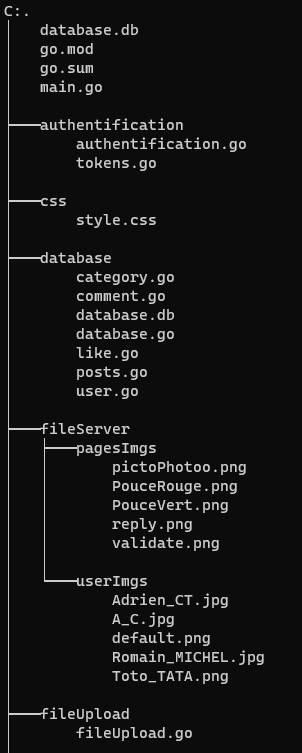 C:.
database.db
go.mod
go.sum
main.go
authentification
authentification.go
tokens.go
css
style.css
database
category.go
comment.go
database.db
database.go
like.go
posts.go
user.go
fileServer
pagesImgs
pictoPhotoo.png
PouceRouge.png
PouceVert.png
reply.png
validate.png
userImgs
Adrien_CT.jpg
A_C.jpg
default.png
Romain_MICHEL.jpg
Toto_TATA.png
fileUpload
fileUpload.go